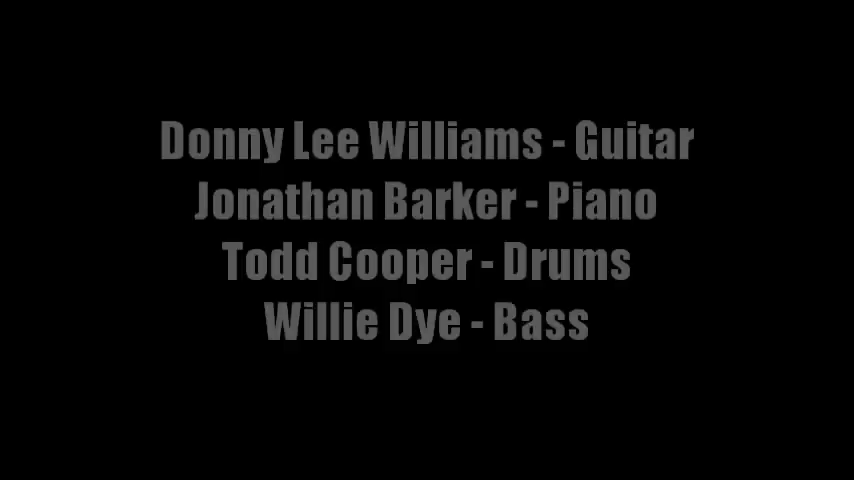 Donny Lee Williams - Guitar
Jonathan Barker - Piano
Todd Cooper - Drums
Willie Dye - Bass